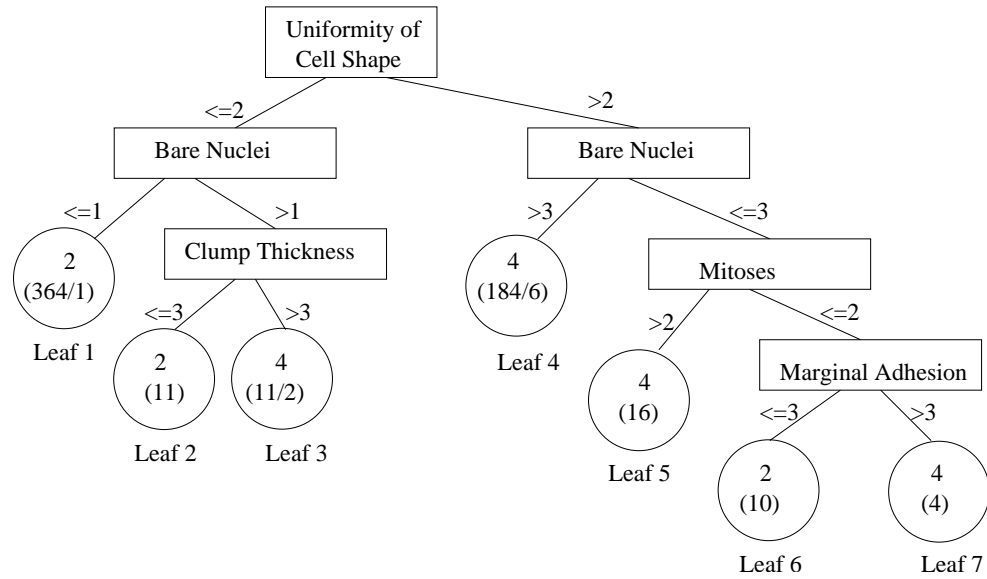 Uniformity of
Cell Shape
<=2
>2
Bare Nuclei
Bare Nuclei
<=1
>1
>3
<=3
2
(364/1)
Leaf 1
Clump Thickness
<=3
>3
2
(11)
Leaf 2
4
(11/2)
Leaf 3
4
(184/6)
Leaf 4
Mitoses
>2
<=2
4
(16)
Leaf 5
Marginal Adhesion
<=3
>3
2
(10)
Leaf 6
4
(4)
Leaf 7